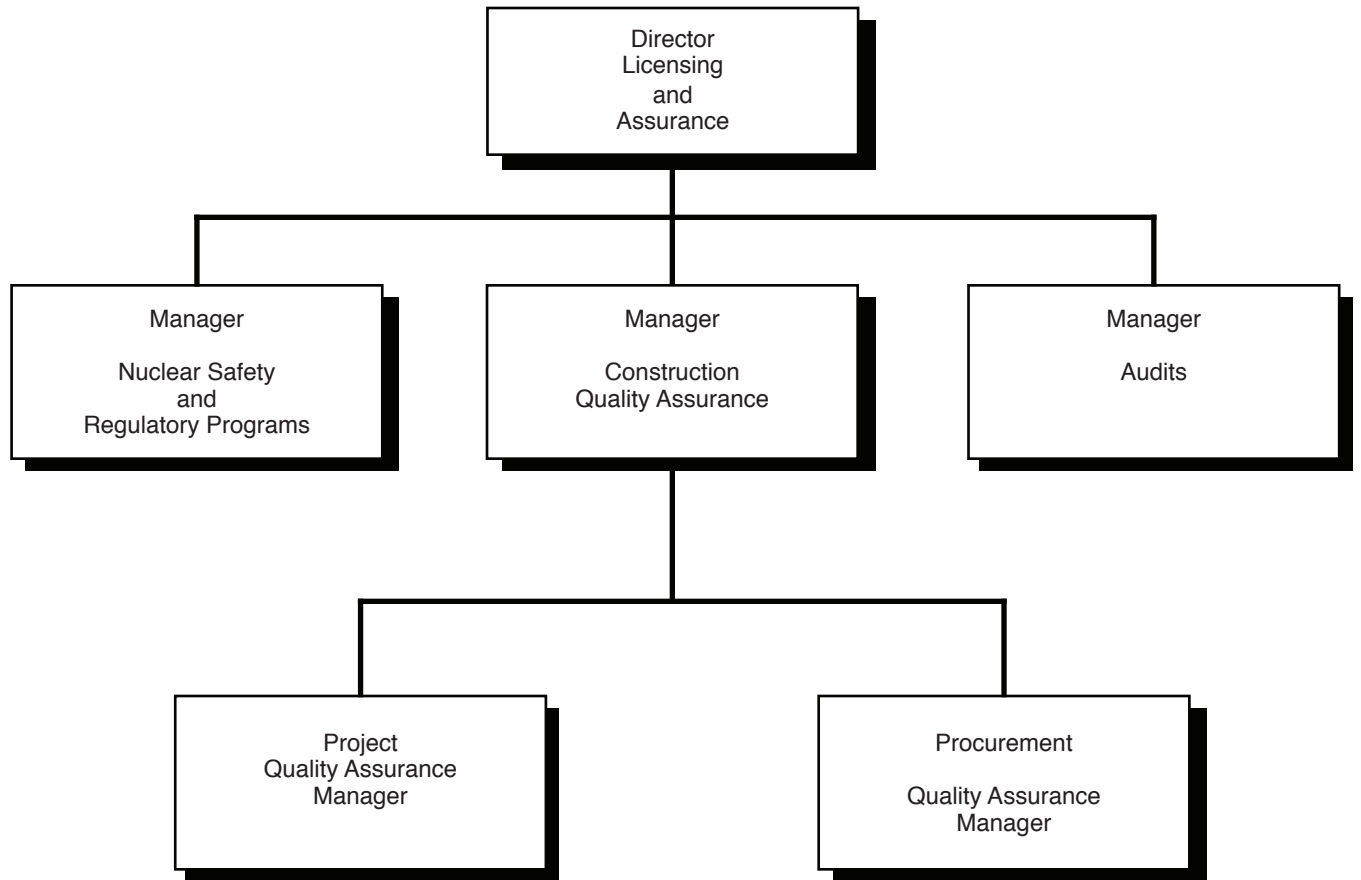 Director
Licensing
and
Assurance
Manager
Nuclear Safety
and
Regulatory Programs
Manager
Construction
Quality Assurance
Manager
Audits
Project
Quality Assurance
Manager
Procurement
Quality Assurance
Manager